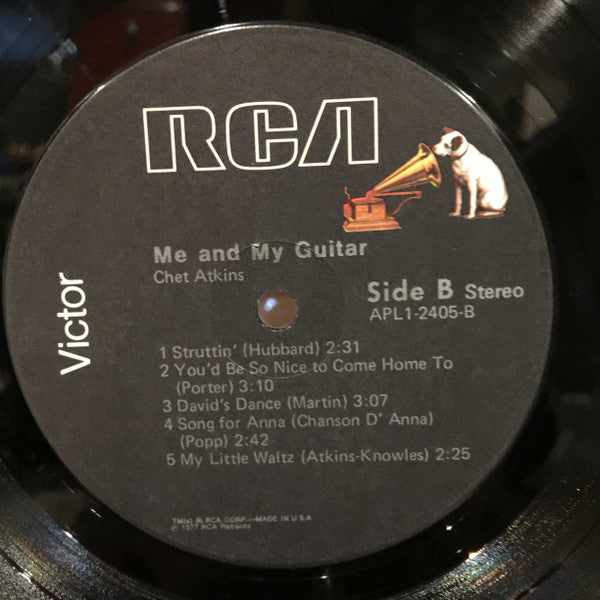 RCA
Victor
Me and My Guitar
Chet Atkins
Side B Stereo
APL1-2405-B
1 Struttin' (Hubbard) 2:31
2 You'd Be So Nice to Come Home To
(Porter) 3:10
3 David's Dance (Martin) 3:07
4 Song for Anna (Chanson D' Anna)
(Popp) 2:42
5 My Little Waltz (Atkins-Knowles) 2:25
TM(s) ® RCA CORP.—MADE IN U.S.A.
℗ 1977 RCA Records